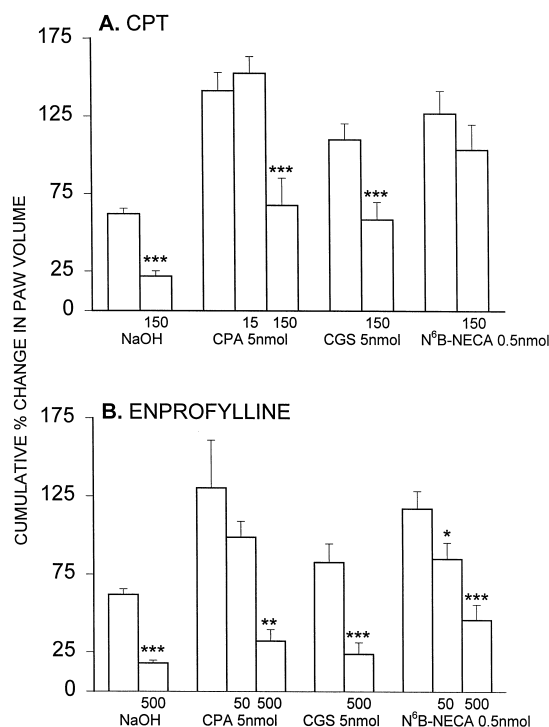 A. CPT
175
125
75
25
0
***
***
***
150
15 150
150
150
NaOH
CPA 5nmol
CGS 5nmol
N⁶B-NECA 0.5nmol
CUMULATIVE % CHANGE IN PAW VOLUME
B. ENPROFYLLINE
175
125
75
25
0
***
**
***
*
***
500
50 500
500
50 500
NaOH
CPA 5nmol
CGS 5nmol
N⁶B-NECA 0.5nmol